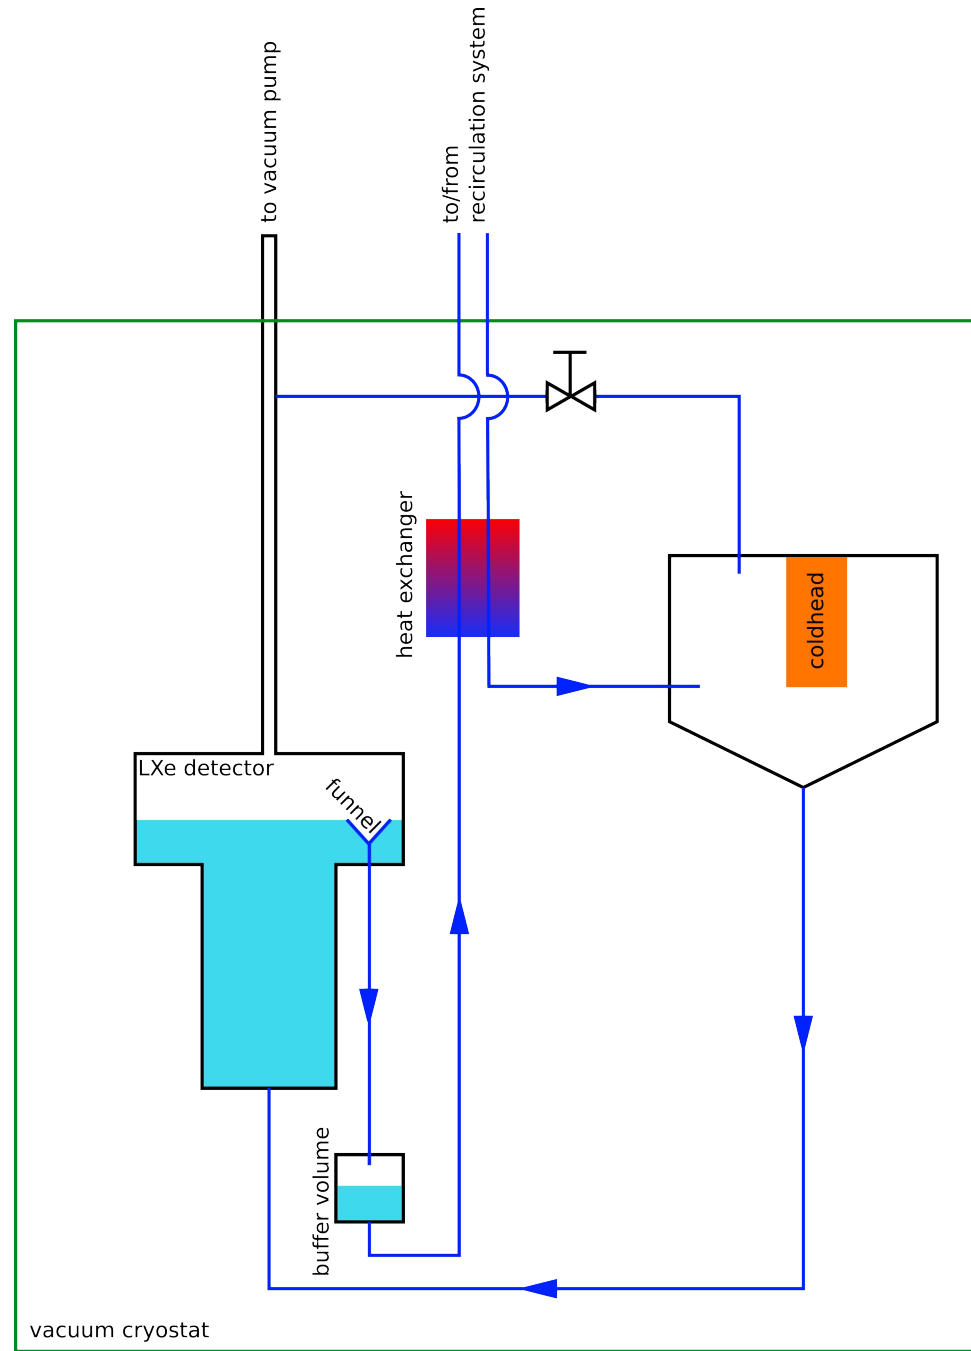 to vacuum pump
to/from
recirculation system
heat exchanger
coldhead
LXe detector
funnel
buffer volume
vacuum cryostat